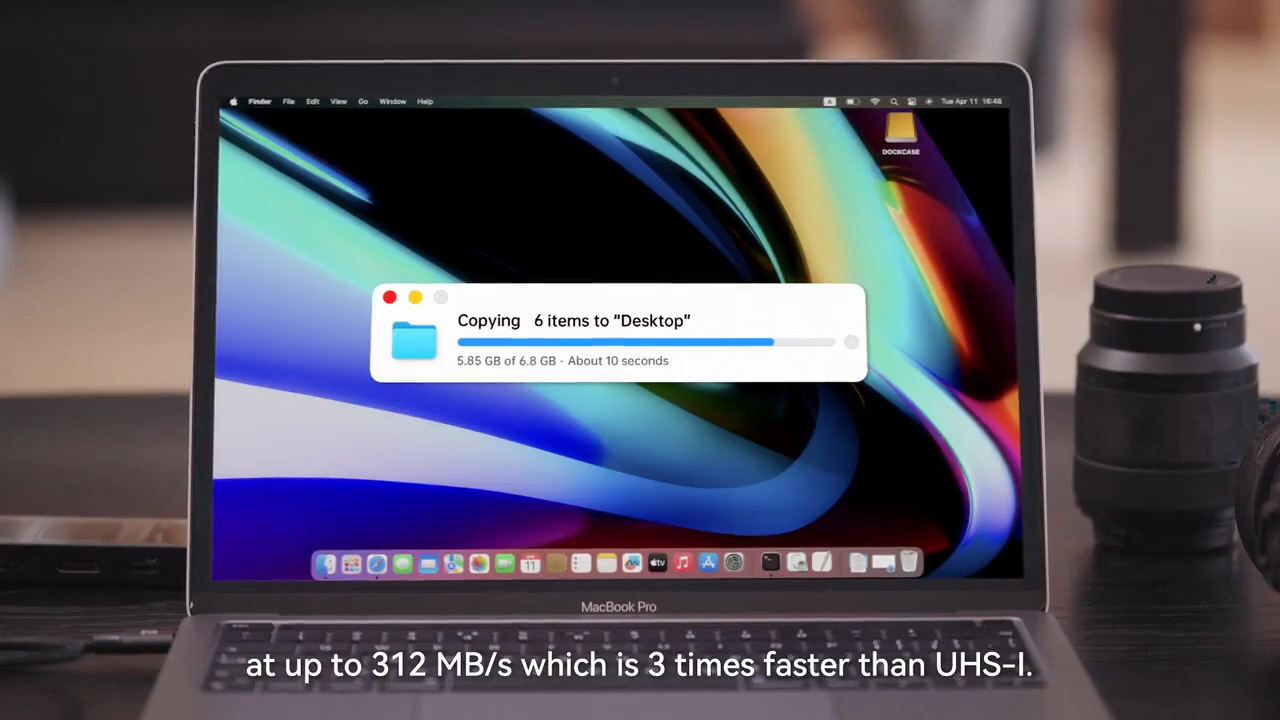 Finder File Edit View Go Window Help
A
Tue Apr 11 16:48
DOCKCASE
Copying 6 items to "Desktop"
5.85 GB of 6.8 GB - About 10 seconds
11
tv
MacBook Pro
at up to 312 MB/s which is 3 times faster than UHS-I.